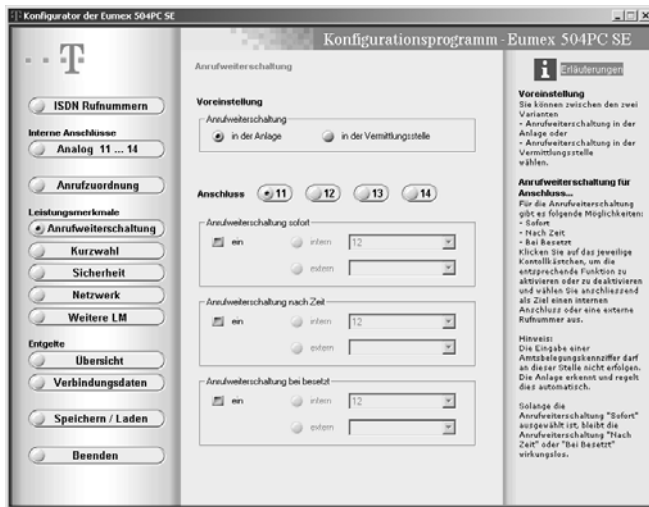 Konfigurator der Eumex 504PC SE
Konfigurationsprogramm - Eumex 504PC SE
T
ISDN Rufnummern
Interne Anschlüsse
Analog 11 ... 14
Anrufzuordnung
Leistungsmerkmale
Anrufweiterschaltung
Kurzwahl
Sicherheit
Netzwerk
Weitere LM
Entgelte
Übersicht
Verbindungsdaten
Speichern / Laden
Beenden
Anrufweiterschaltung
Voreinstellung
Anrufweiterschaltung
in der Anlage
in der Vermittlungsstelle
Anschluss 11 12 13 14
Anrufweiterschaltung sofort
ein intern 12
extern
Anrufweiterschaltung nach Zeit
ein intern 12
extern
Anrufweiterschaltung bei besetzt
ein intern 12
extern
i Erläuterungen
Voreinstellung
Sie können zwischen den zwei
Varianten
- Anrufweiterschaltung in der
Anlage oder
- Anrufweiterschaltung in der
Vermittlungsstelle
wählen.
Anrufweiterschaltung für
Anschluss...
Für die Anrufweiterschaltung
gibt es folgende Möglichkeiten:
- Sofort
- Nach Zeit
- Bei Besetzt
Klicken Sie auf das jeweilige
Kontollkästchen, um die
entsprechende Funktion zu
aktivieren oder zu deaktivieren
und wählen Sie anschliessend
als Ziel einen internen
Anschluss oder eine externe
Rufnummer aus.
Hinweis:
Die Eingabe einer
Amtsbelegungskennziffer darf
an dieser Stelle nicht erfolgen.
Die Anlage erkennt und regelt
dies automatisch.
Solange die
Anrufweiterschaltung "Sofort"
ausgewählt ist, bleibt die
Anrufweiterschaltung "Nach
Zeit" oder "Bei Besetzt"
wirkungslos.